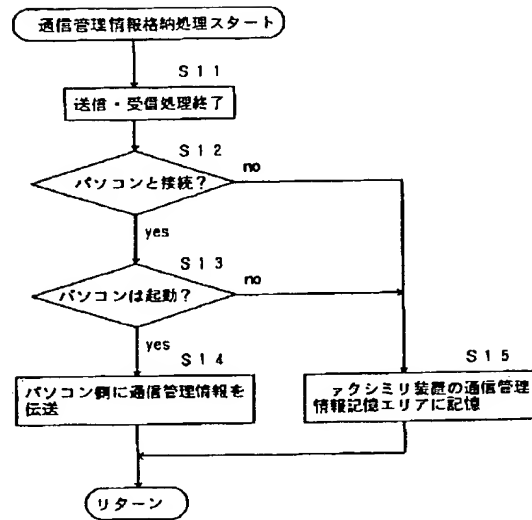 通信管理情報格納処理スタート
S11
送信・受信処理終了
S12
パソコンと接続?
no
yes
S13
パソコンは起動?
no
yes
S14
パソコン側に通信管理情報を
伝送
S15
ァクシミリ装置の通信管理
情報記憶エリアに記憶
リターン